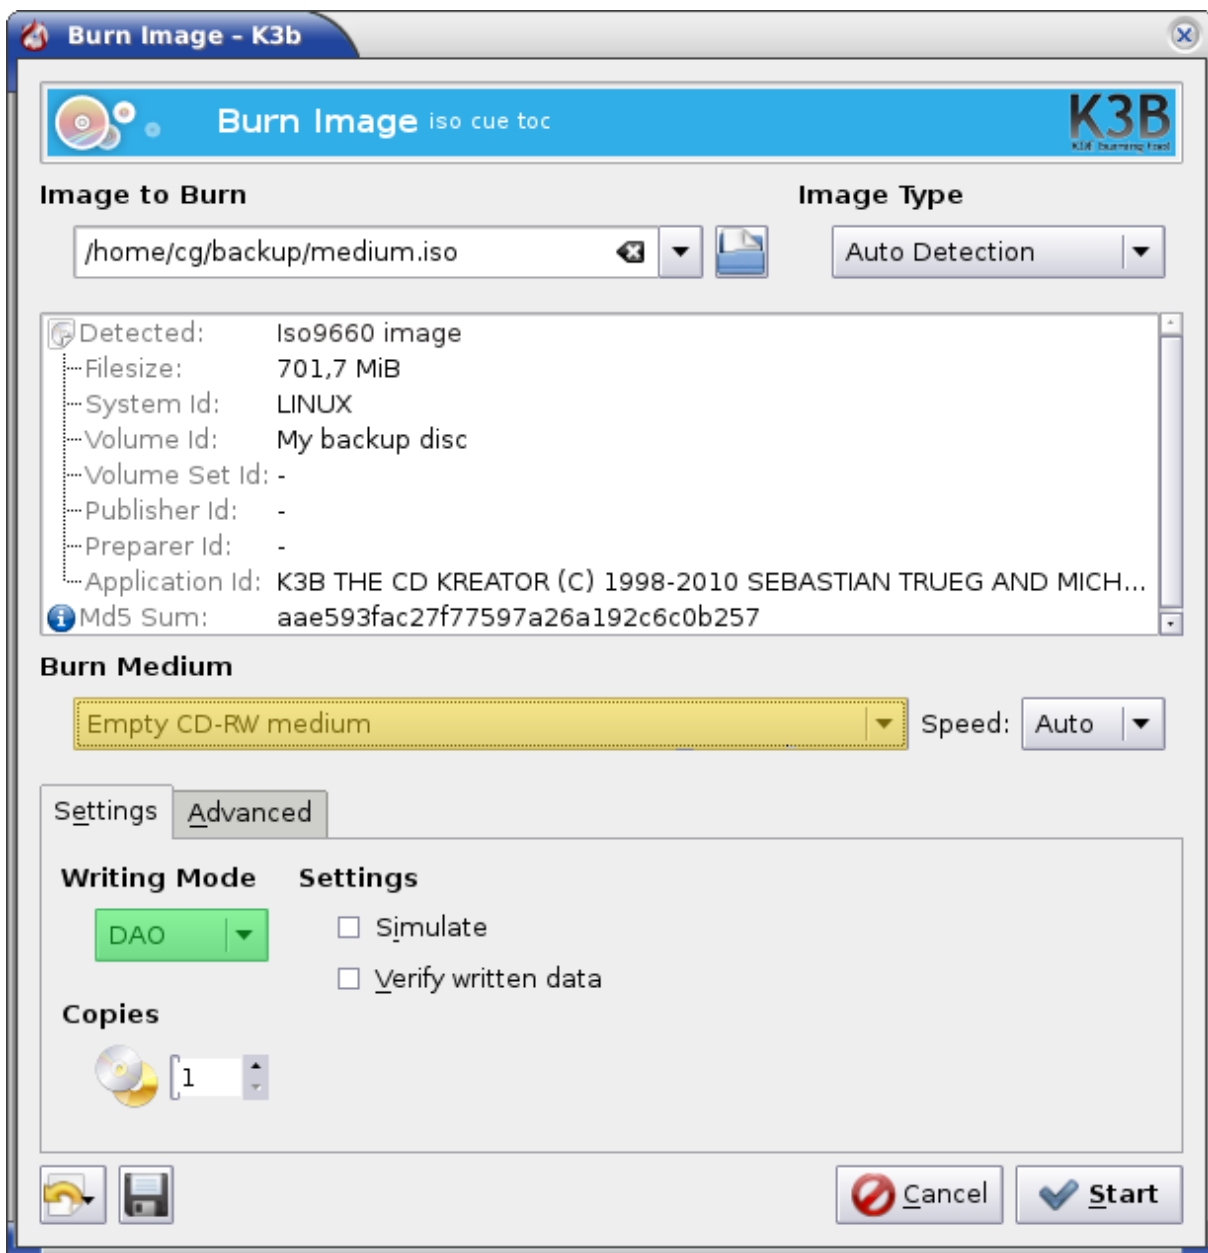 Burn Image – K3b
Burn Image iso cue toc
K3B
KDE burning tool
Image to Burn
Image Type
/home/cg/backup/medium.iso
Auto Detection
Detected: Iso9660 image
Filesize: 701,7 MiB
System Id: LINUX
Volume Id: My backup disc
Volume Set Id: -
Publisher Id: -
Preparer Id: -
Application Id: K3B THE CD KREATOR (C) 1998-2010 SEBASTIAN TRUEG AND MICH...
Md5 Sum: aae593fac27f77597a26a192c6c0b257
Burn Medium
Empty CD-RW medium
Speed: Auto
Settings
Advanced
Writing Mode
Settings
DAO
Simulate
Verify written data
Copies
1
Cancel
Start